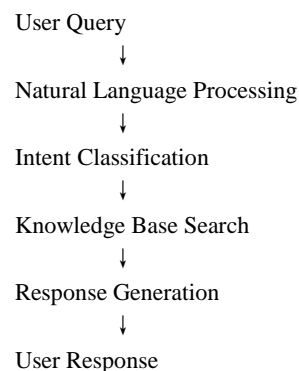 User Query
↓
Natural Language Processing
↓
Intent Classification
↓
Knowledge Base Search
↓
Response Generation
↓
User Response